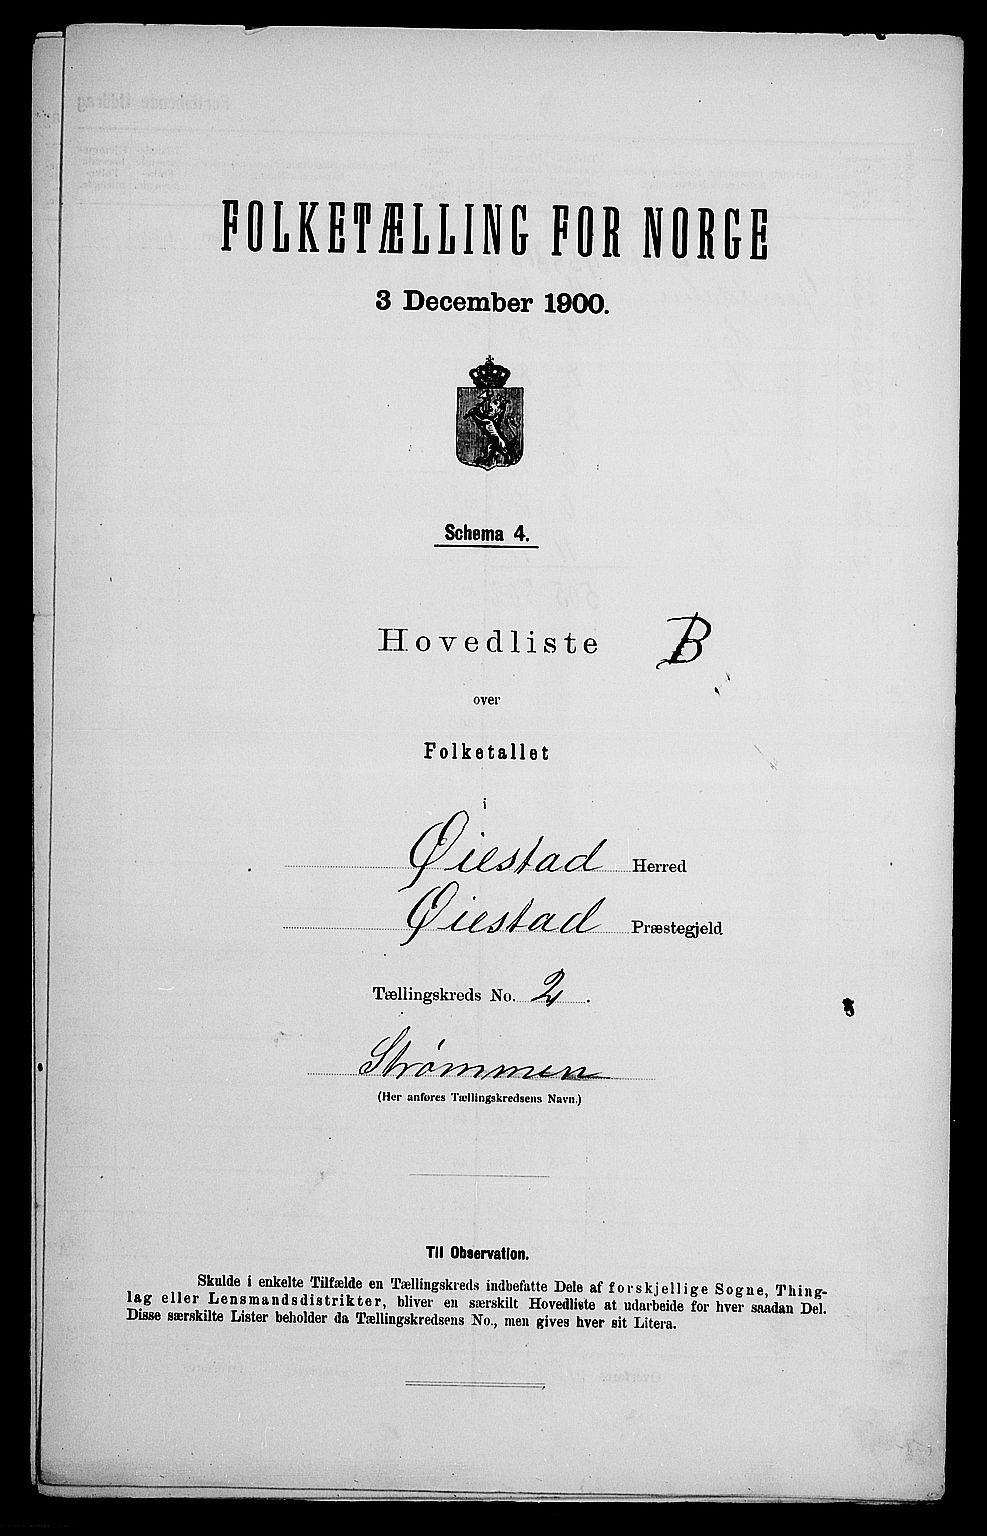 FOLKETÆLLING FOR NORGE
3 December 1900.
Schema 4.
Hovedliste B
over
Folketallet
i
Øiestad Herred
Øiestad Præstegjeld
Tællingskreds No. 2.
Strømmen
(Her anføres Tællingskredsens Navn.)
Til Observation.
Skulde i enkelte Tilfælde en Tællingskreds indbefatte Dele af forskjellige Sogne, Thing-
lag eller Lensmandsdistrikter, bliver en særskilt Hovedliste at udarbeide for hver saadan Del.
Disse særskilte Lister beholder da Tællingskredsens No., men gives hver sit Litera.